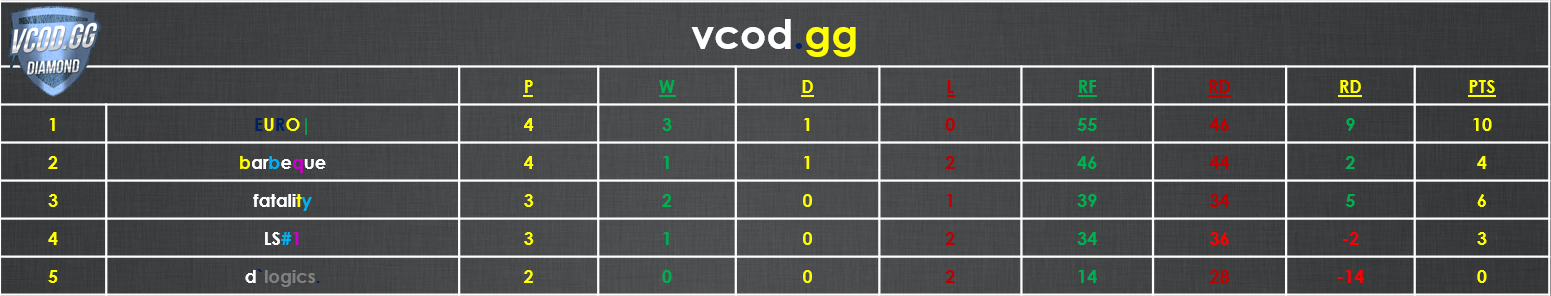 VCOD.GG
DIAMOND
vcod.gg
P W D L RF RD RD PTS
1 EURO| 4 3 1 0 55 46 9 10
2 barbeque 4 1 1 2 46 44 2 4
3 fatality 3 2 0 1 39 34 5 6
4 LS#1 3 1 0 2 34 36 -2 3
5 d`logics. 2 0 0 2 14 28 -14 0